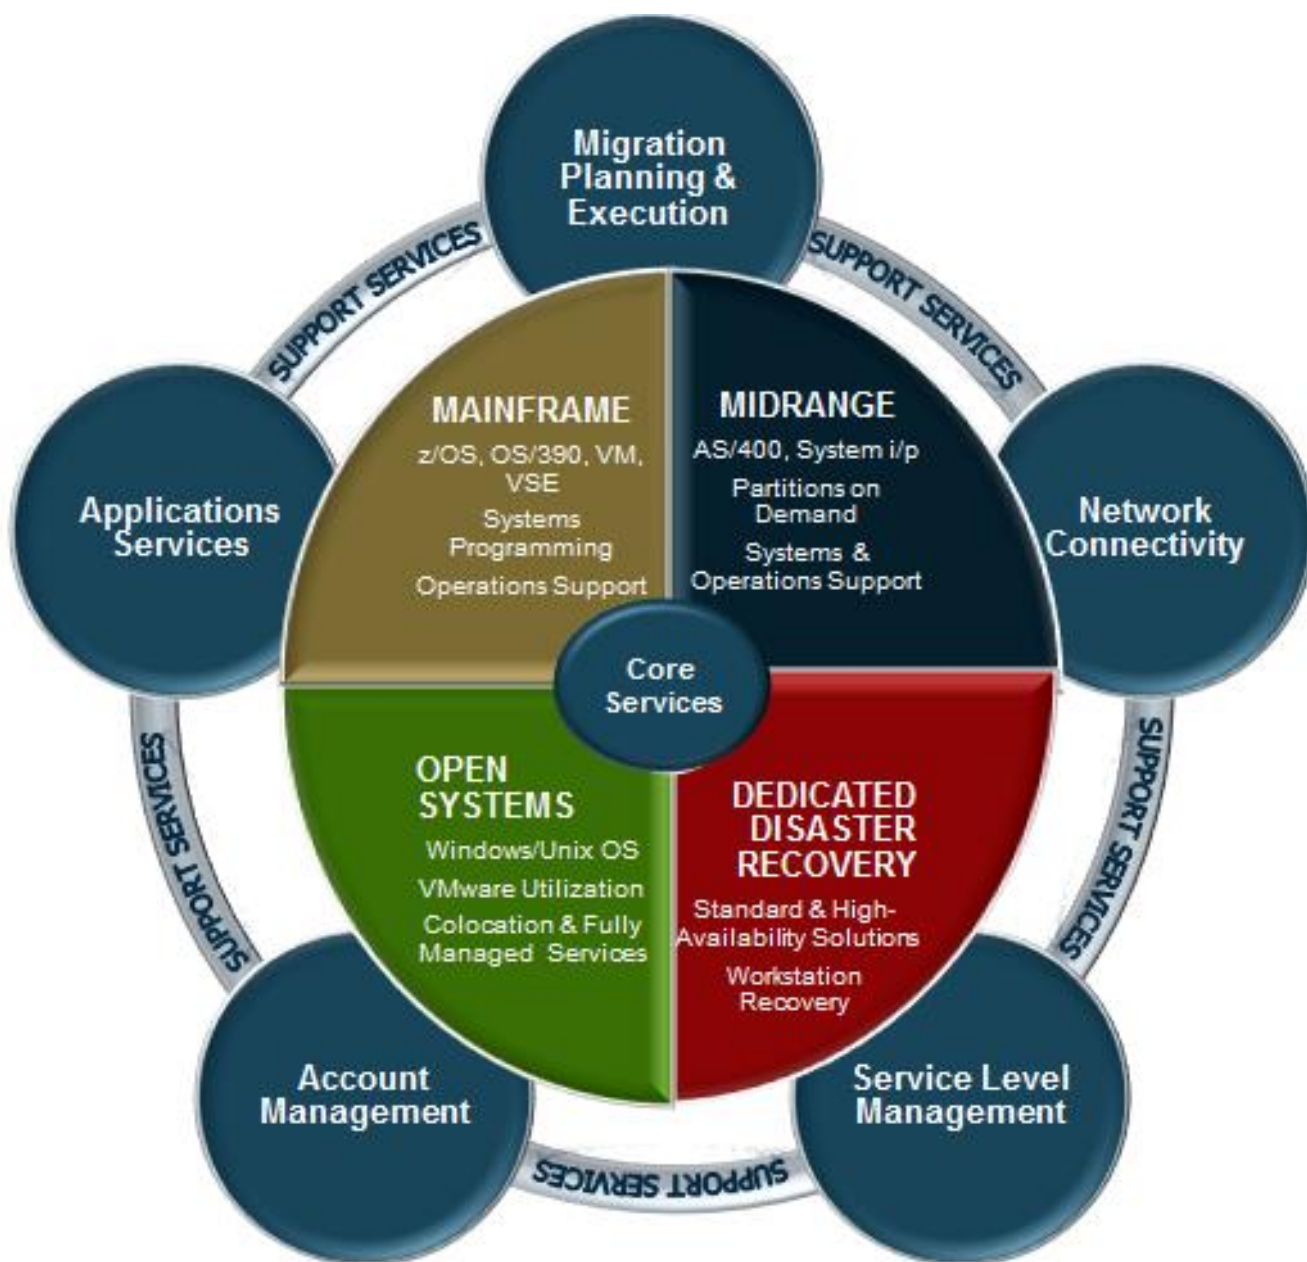 Migration
Planning &
Execution
SUPPORT SERVICES
SUPPORT SERVICES
Applications
Services
MAINFRAME
z/OS, OS/390, VM,
VSE
Systems
Programming
Operations Support
MIDRANGE
AS/400, System i/p
Partitions on
Demand
Systems &
Operations Support
Network
Connectivity
Core
Services
SUPPORT SERVICES
OPEN
SYSTEMS
Windows/Unix OS
VMware Utilization
Colocation & Fully
Managed Services
DEDICATED
DISASTER
RECOVERY
Standard & High-
Availability Solutions
Workstation
Recovery
SUPPORT SERVICES
Account
Management
SUPPORT SERVICES
Service Level
Management